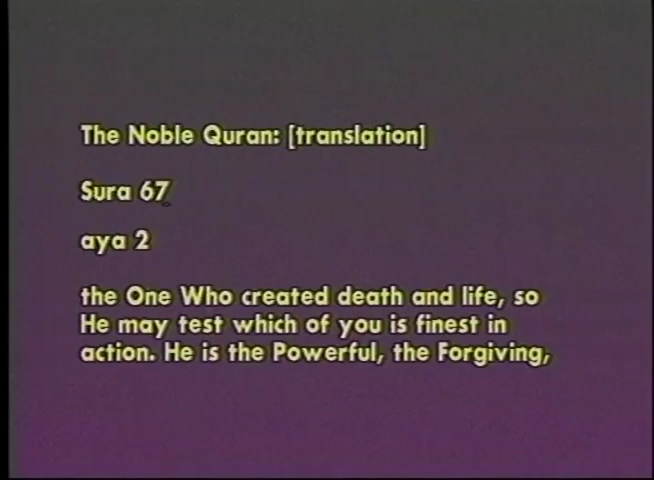 The Noble Quran: [translation]
Sura 67
aya 2
the One Who created death and life, so
He may test which of you is finest in
action. He is the Powerful, the Forgiving,